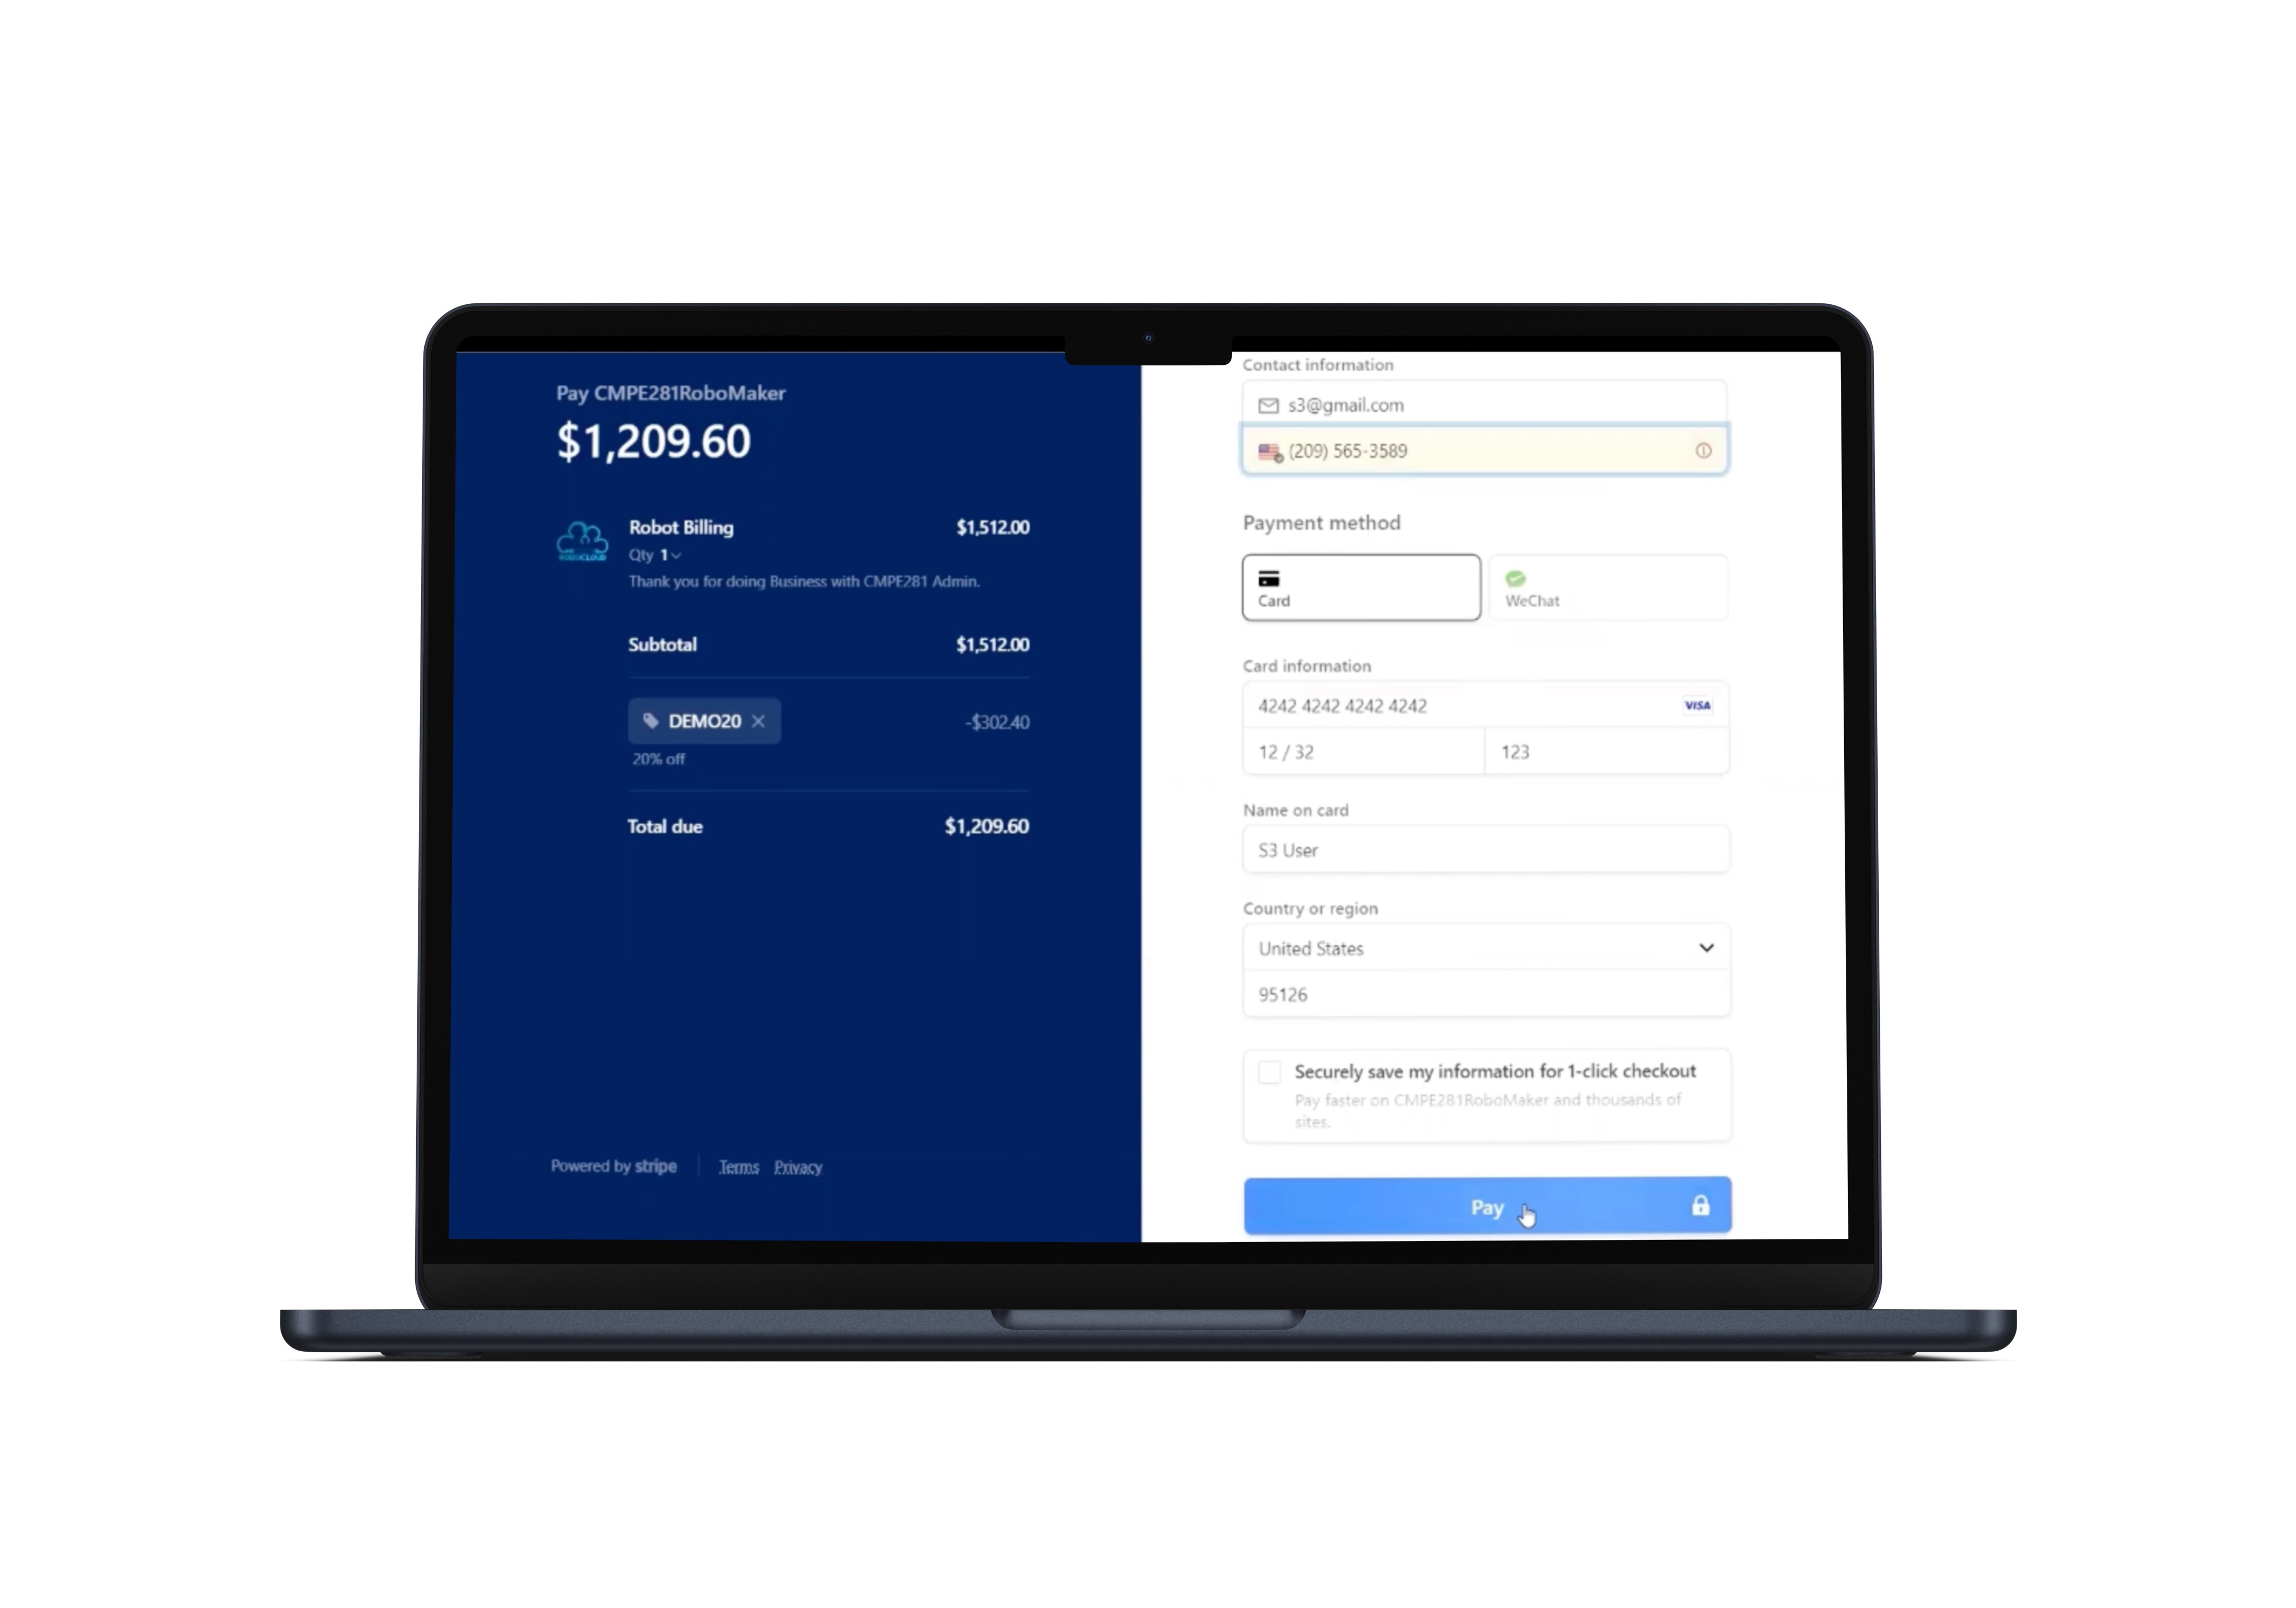 Pay CMPE281RoboMaker
$1,209.60
ROBOCLOUD
Robot Billing $1,512.00
Qty 1
Thank you for doing Business with CMPE281 Admin.
Subtotal $1,512.00
DEMO20 -$302.40
20% off
Total due $1,209.60
Powered by stripe Terms Privacy
Contact information
s3@gmail.com
(209) 565-3589
Payment method
Card
WeChat
Card information
4242 4242 4242 4242 VISA
12 / 32 123
Name on card
S3 User
Country or region
United States
95126
Securely save my information for 1-click checkout
Pay faster on CMPE281RoboMaker and thousands of
sites.
Pay